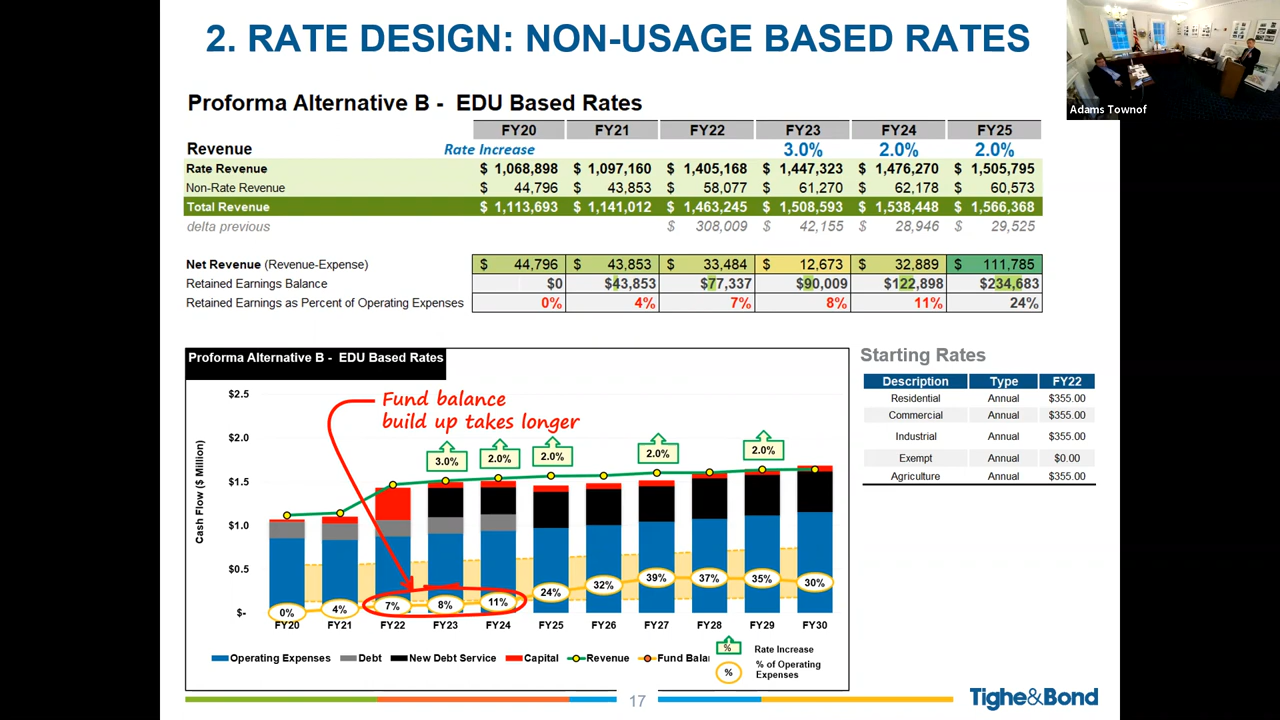 2. RATE DESIGN: NON-USAGE BASED RATES
Adams Townof
Proforma Alternative B - EDU Based Rates
FY20 FY21 FY22 FY23 FY24 FY25
Revenue Rate Increase 3.0% 2.0% 2.0%
Rate Revenue $ 1,068,898 $ 1,097,160 $ 1,405,168 $ 1,447,323 $ 1,476,270 $ 1,505,795
Non-Rate Revenue $ 44,796 $ 43,853 $ 58,077 $ 61,270 $ 62,178 $ 60,573
Total Revenue $ 1,113,693 $ 1,141,012 $ 1,463,245 $ 1,508,593 $ 1,538,448 $ 1,566,368
delta previous $ 308,009 $ 42,155 $ 28,946 $ 29,525
Net Revenue (Revenue-Expense) $ 44,796 $ 43,853 $ 33,484 $ 12,673 $ 32,889 $ 111,785
Retained Earnings Balance $0 $43,853 $77,337 $90,009 $122,898 $234,683
Retained Earnings as Percent of Operating Expenses 0% 4% 7% 8% 11% 24%
Proforma Alternative B - EDU Based Rates
Fund balance
build up takes longer
Cash Flow ($ Million)
$2.5
$2.0
$1.5
$1.0
$0.5
$-
3.0% 2.0% 2.0% 2.0% 2.0%
0% 4% 7% 8% 11% 24% 32% 39% 37% 35% 30%
FY20 FY21 FY22 FY23 FY24 FY25 FY26 FY27 FY28 FY29 FY30
Operating Expenses Debt New Debt Service Capital Revenue Fund Balai
% Rate Increase
% % of Operating
Expenses
Starting Rates
Description Type FY22
Residential Annual $355.00
Commercial Annual $355.00
Industrial Annual $355.00
Exempt Annual $0.00
Agriculture Annual $355.00
17
Tighe&Bond